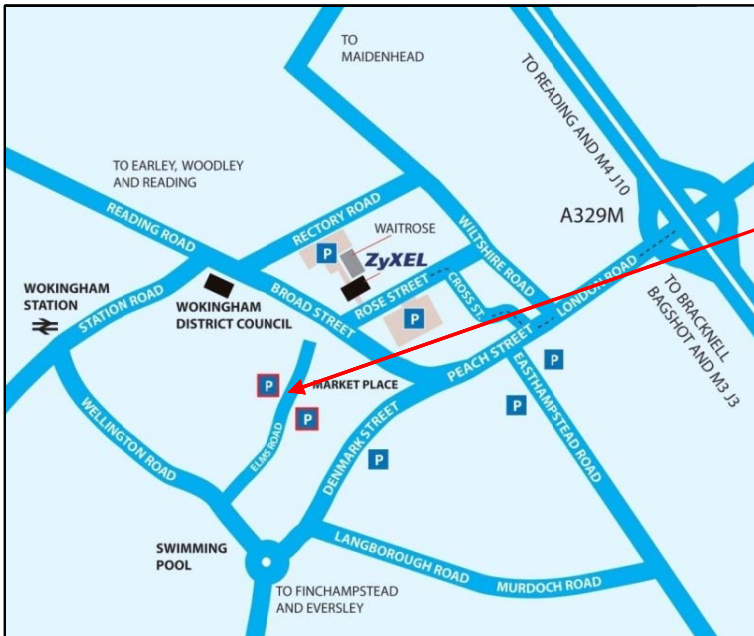 TO
MAIDENHEAD
TO READING AND M4 J10
TO EARLEY, WOODLEY
AND READING
RECTORY ROAD
READING ROAD
P
WAITROSE
ZyXEL
WILTSHIRE ROAD
A329M
LONDON ROAD
WOKINGHAM
STATION
STATION ROAD
WOKINGHAM
DISTRICT COUNCIL
BROAD STREET
ROSE STREET
CROSS ST.
P
TO BRACKNELL
BAGSHOT AND M3 J3
PEACH STREET
P
P
MARKET PLACE
P
P
EASTHAMPSTEAD ROAD
WELLINGTON ROAD
ELMS ROAD
DENMARK STREET
P
SWIMMING
POOL
LANGBOROUGH ROAD
MURDOCH ROAD
TO FINCHAMPSTEAD
AND EVERSLEY